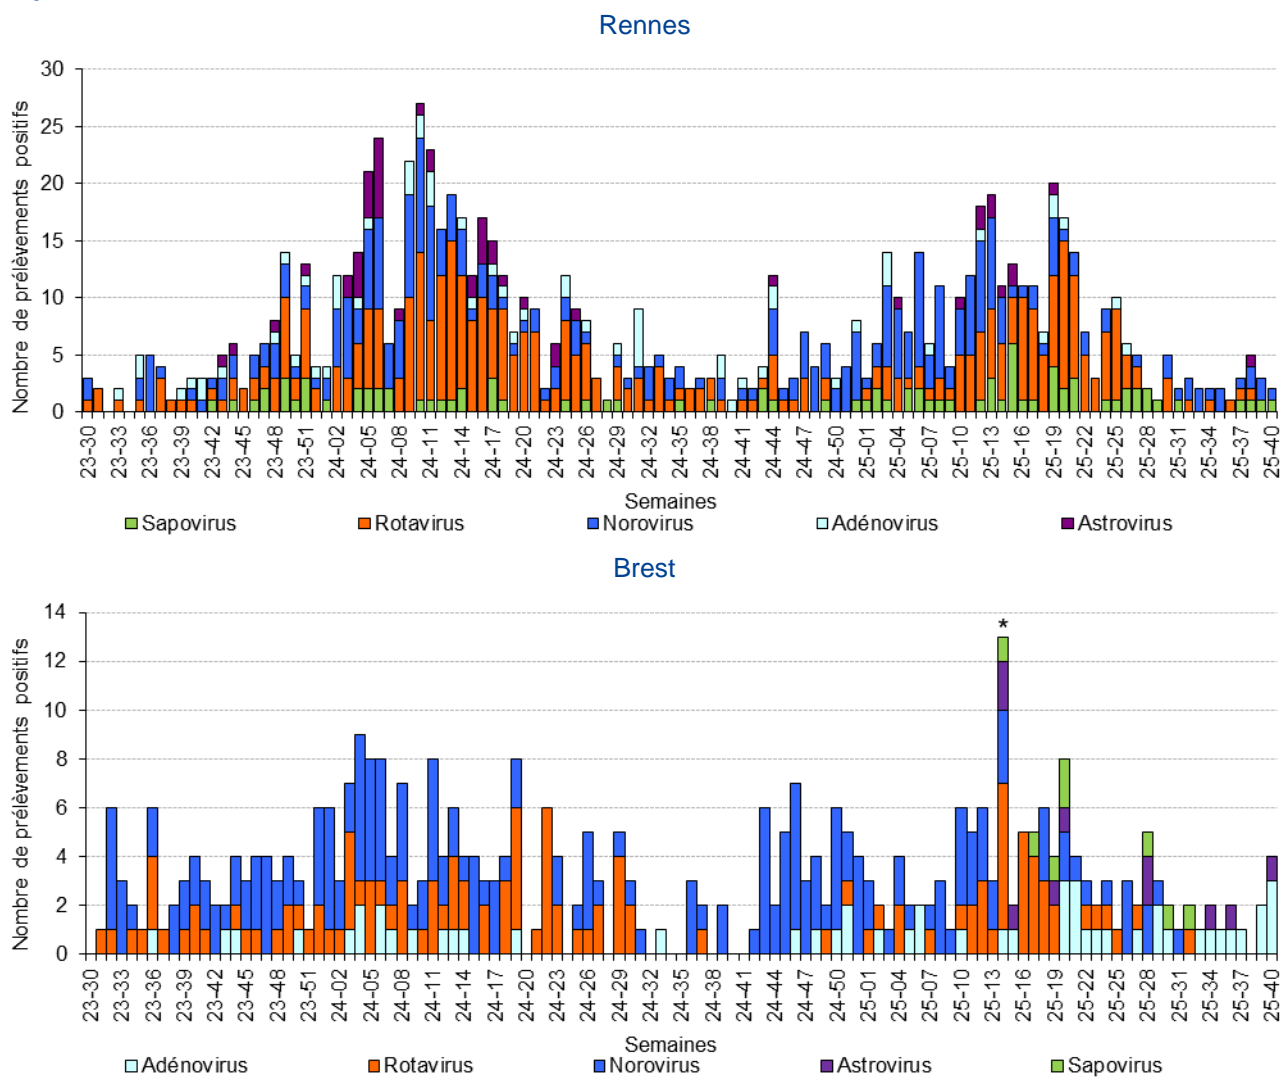 Rennes
Nombre de prélèvements positifs
30
25
20
15
10
5
0
23-30 23-33 23-36 23-39 23-42 23-45 23-48 23-51 24-02 24-05 24-08 24-11 24-14 24-17 24-20 24-23 24-26 24-29 24-32 24-35 24-38 24-41 24-44 24-47 24-50 25-01 25-04 25-07 25-10 25-13 25-16 25-19 25-22 25-25 25-28 25-31 25-34 25-37 25-40
Semaines
Sapovirus Rotavirus Norovirus Adénovirus Astrovirus
Brest
Nombre de prélèvements positifs
14
12
10
8
6
4
2
0
*
23-30 23-33 23-36 23-39 23-42 23-45 23-48 23-51 24-02 24-05 24-08 24-11 24-14 24-17 24-20 24-23 24-26 24-29 24-32 24-35 24-38 24-41 24-44 24-47 24-50 25-01 25-04 25-07 25-10 25-13 25-16 25-19 25-22 25-25 25-28 25-31 25-34 25-37 25-40
Semaines
Adénovirus Rotavirus Norovirus Astrovirus Sapovirus